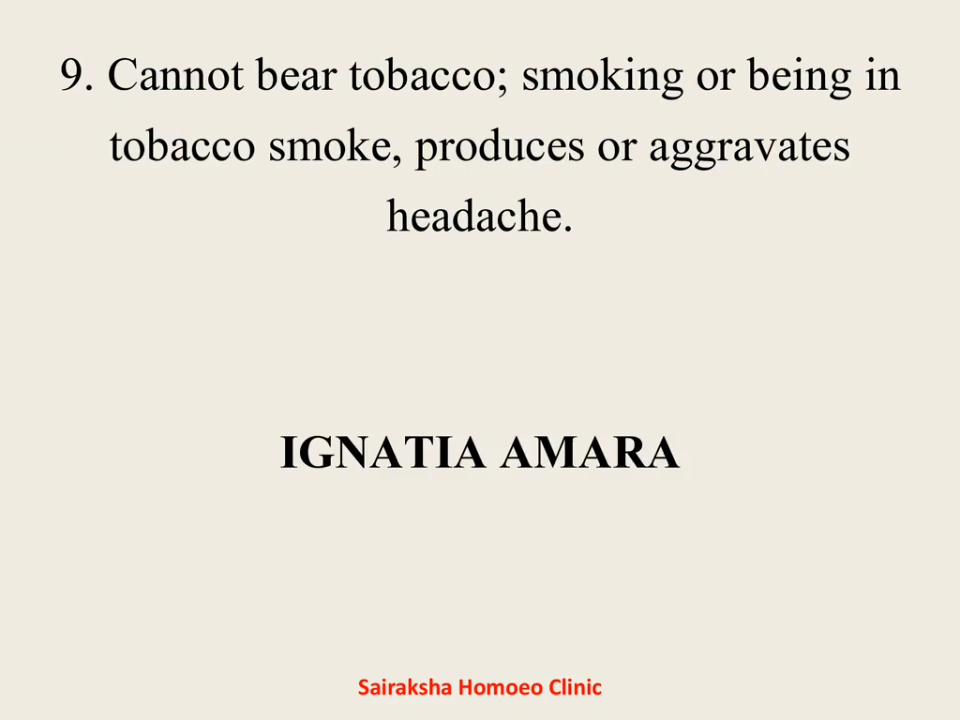 9. Cannot bear tobacco; smoking or being in
tobacco smoke, produces or aggravates
headache.
IGNATIA AMARA
Sairaksha Homoeo Clinic